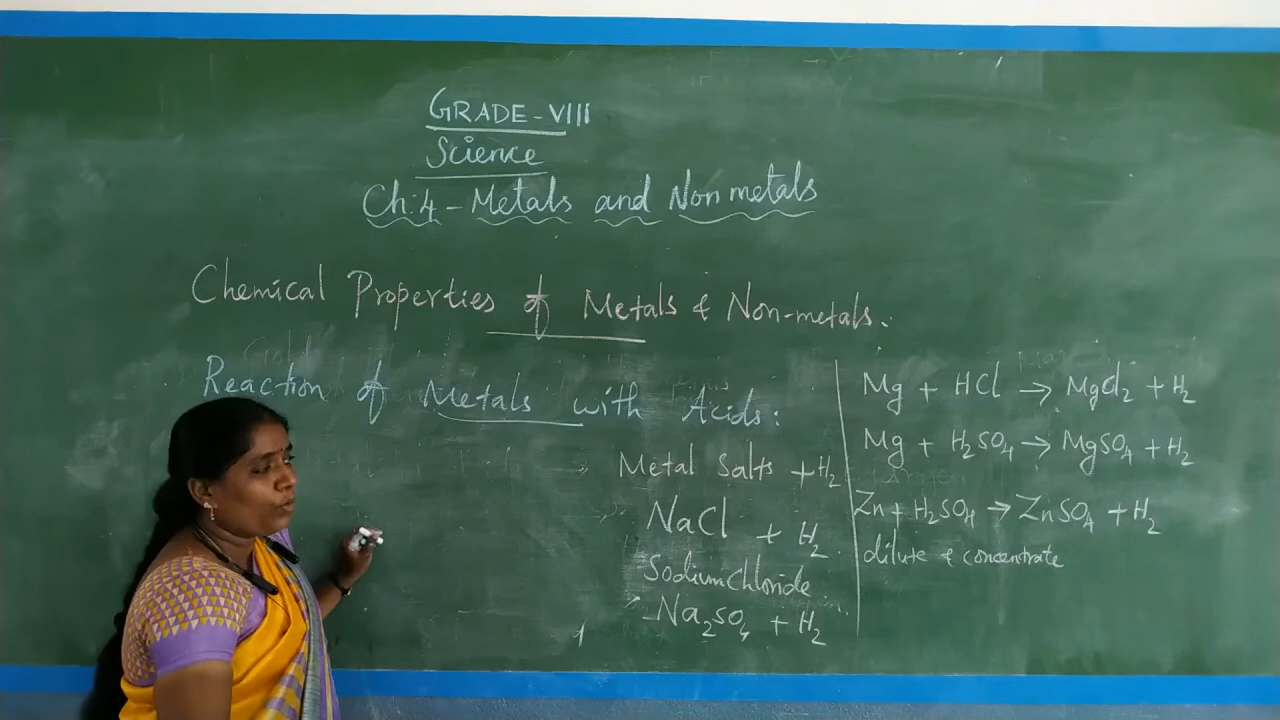 GRADE - VIII
Science
Ch: 4 - Metals and Non metals
Chemical Properties of Metals & Non-metals.
Reaction of Metals with Acids:
Metal Salts + H₂
NaCl + H₂
Sodium Chloride
Na₂SO₄ + H₂
Mg + HCl → MgCl₂ + H₂
Mg + H₂SO₄ → MgSO₄ + H₂
Zn + H₂SO₄ → ZnSO₄ + H₂
dilute & concentrate